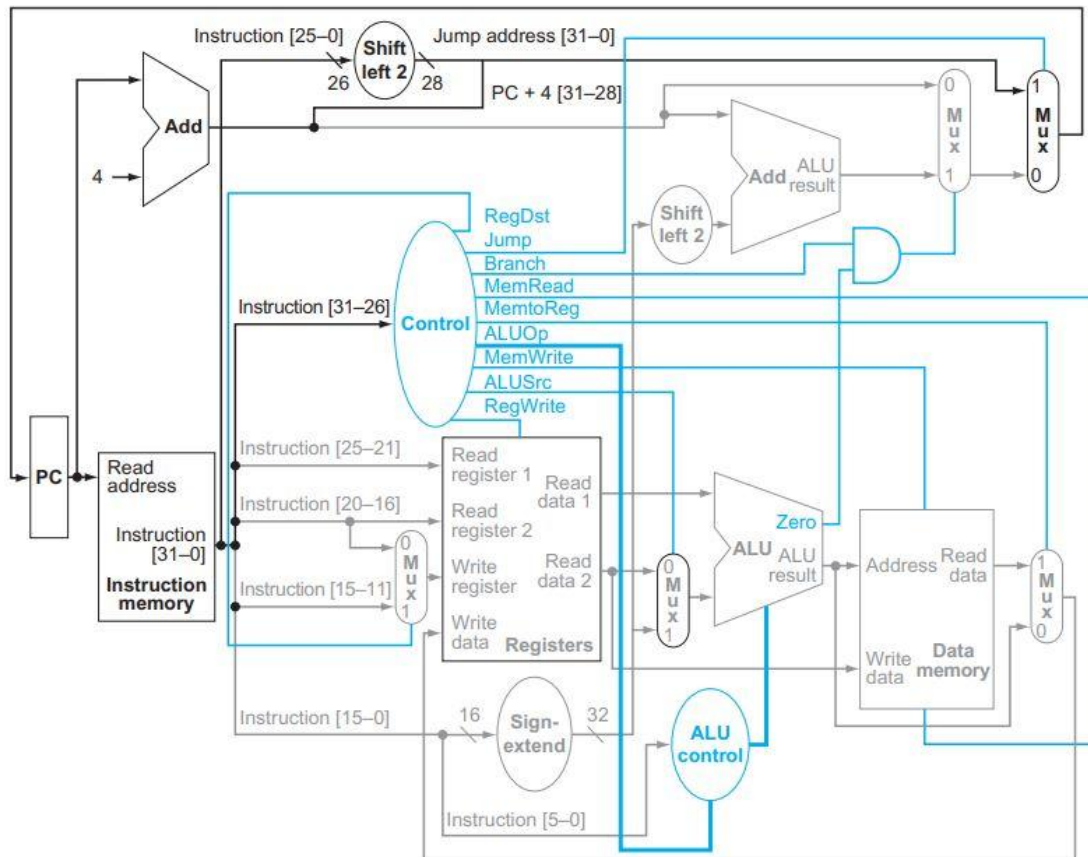 Instruction [25–0]
Shift
left 2
Jump address [31–0]
26
28
PC + 4 [31–28]
Add
4
0
M
u
x
1
1
M
u
x
0
Add
ALU
result
Shift
left 2
RegDst
Jump
Branch
MemRead
MemtoReg
ALUOp
MemWrite
ALUSrc
RegWrite
Instruction [31–26]
Control
PC
Read
address
Instruction
[31–0]
Instruction
memory
Instruction [25–21]
Instruction [20–16]
Instruction [15–11]
0
M
u
x
1
Read
register 1
Read
register 2
Write
register
Write
data
Read
data 1
Read
data 2
Registers
0
M
u
x
1
Zero
ALU
ALU
result
Address
Read
data
Write
data
Data
memory
1
M
u
x
0
Instruction [15–0]
16
Sign-
extend
32
ALU
control
Instruction [5–0]